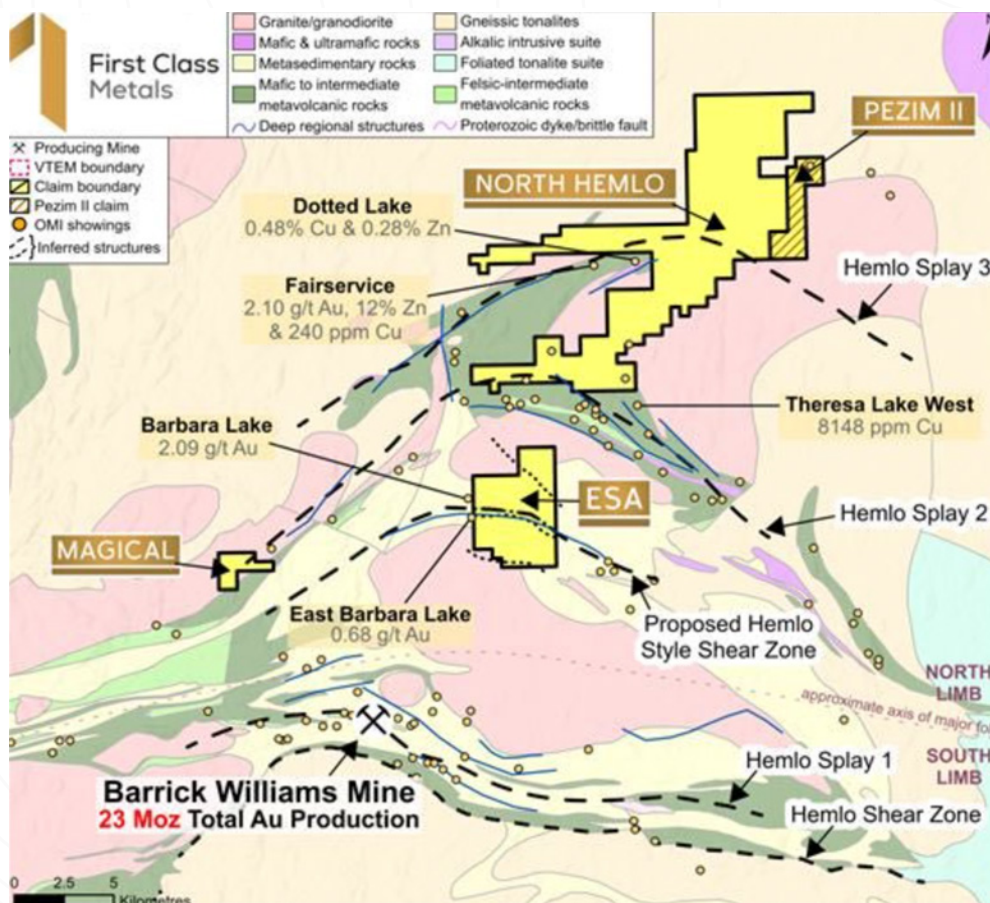 First Class
Metals
Granite/granodiorite
Mafic & ultramafic rocks
Metasedimentary rocks
Mafic to intermediate
metavolcanic rocks
Deep regional structures
Gneissic tonalites
Alkalic intrusive suite
Foliated tonalite suite
Felsic-intermediate
metavolcanic rocks
Proterozoic dyke/brittle fault
Producing Mine
VTEM boundary
Claim boundary
Pezim II claim
OMI showings
Inferred structures
PEZIM II
NORTH HEMLO
Dotted Lake
0.48% Cu & 0.28% Zn
Hemlo Splay 3
Fairservice
2.10 g/t Au, 12% Zn
& 240 ppm Cu
Theresa Lake West
8148 ppm Cu
Barbara Lake
2.09 g/t Au
ESA
Hemlo Splay 2
MAGICAL
East Barbara Lake
0.68 g/t Au
Proposed Hemlo
Style Shear Zone
NORTH
LIMB
approximate axis of major fo
SOUTH
LIMB
Hemlo Splay 1
Barrick Williams Mine
23 Moz Total Au Production
Hemlo Shear Zone
0 2.5 5
Kilometres